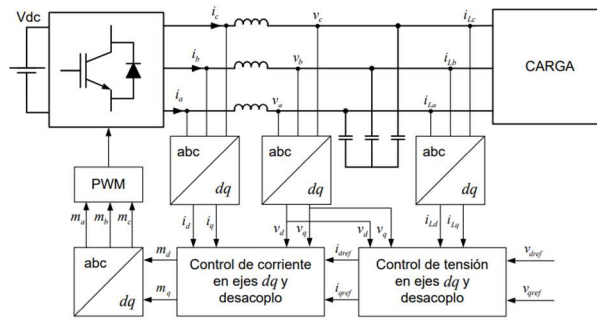 Vdc
i_c
v_c
i_Lc
i_b
v_b
i_Lb
CARGA
i_a
v_a
i_La
abc
dq
abc
dq
abc
dq
PWM
m_a
m_b
m_c
i_d
i_q
v_d
v_q
v_d
v_q
i_Ld
i_Lq
abc
dq
m_d
m_q
Control de corriente
en ejes dq y
desacoplo
i_dref
i_qref
Control de tensión
en ejes dq y
desacoplo
v_dref
v_qref